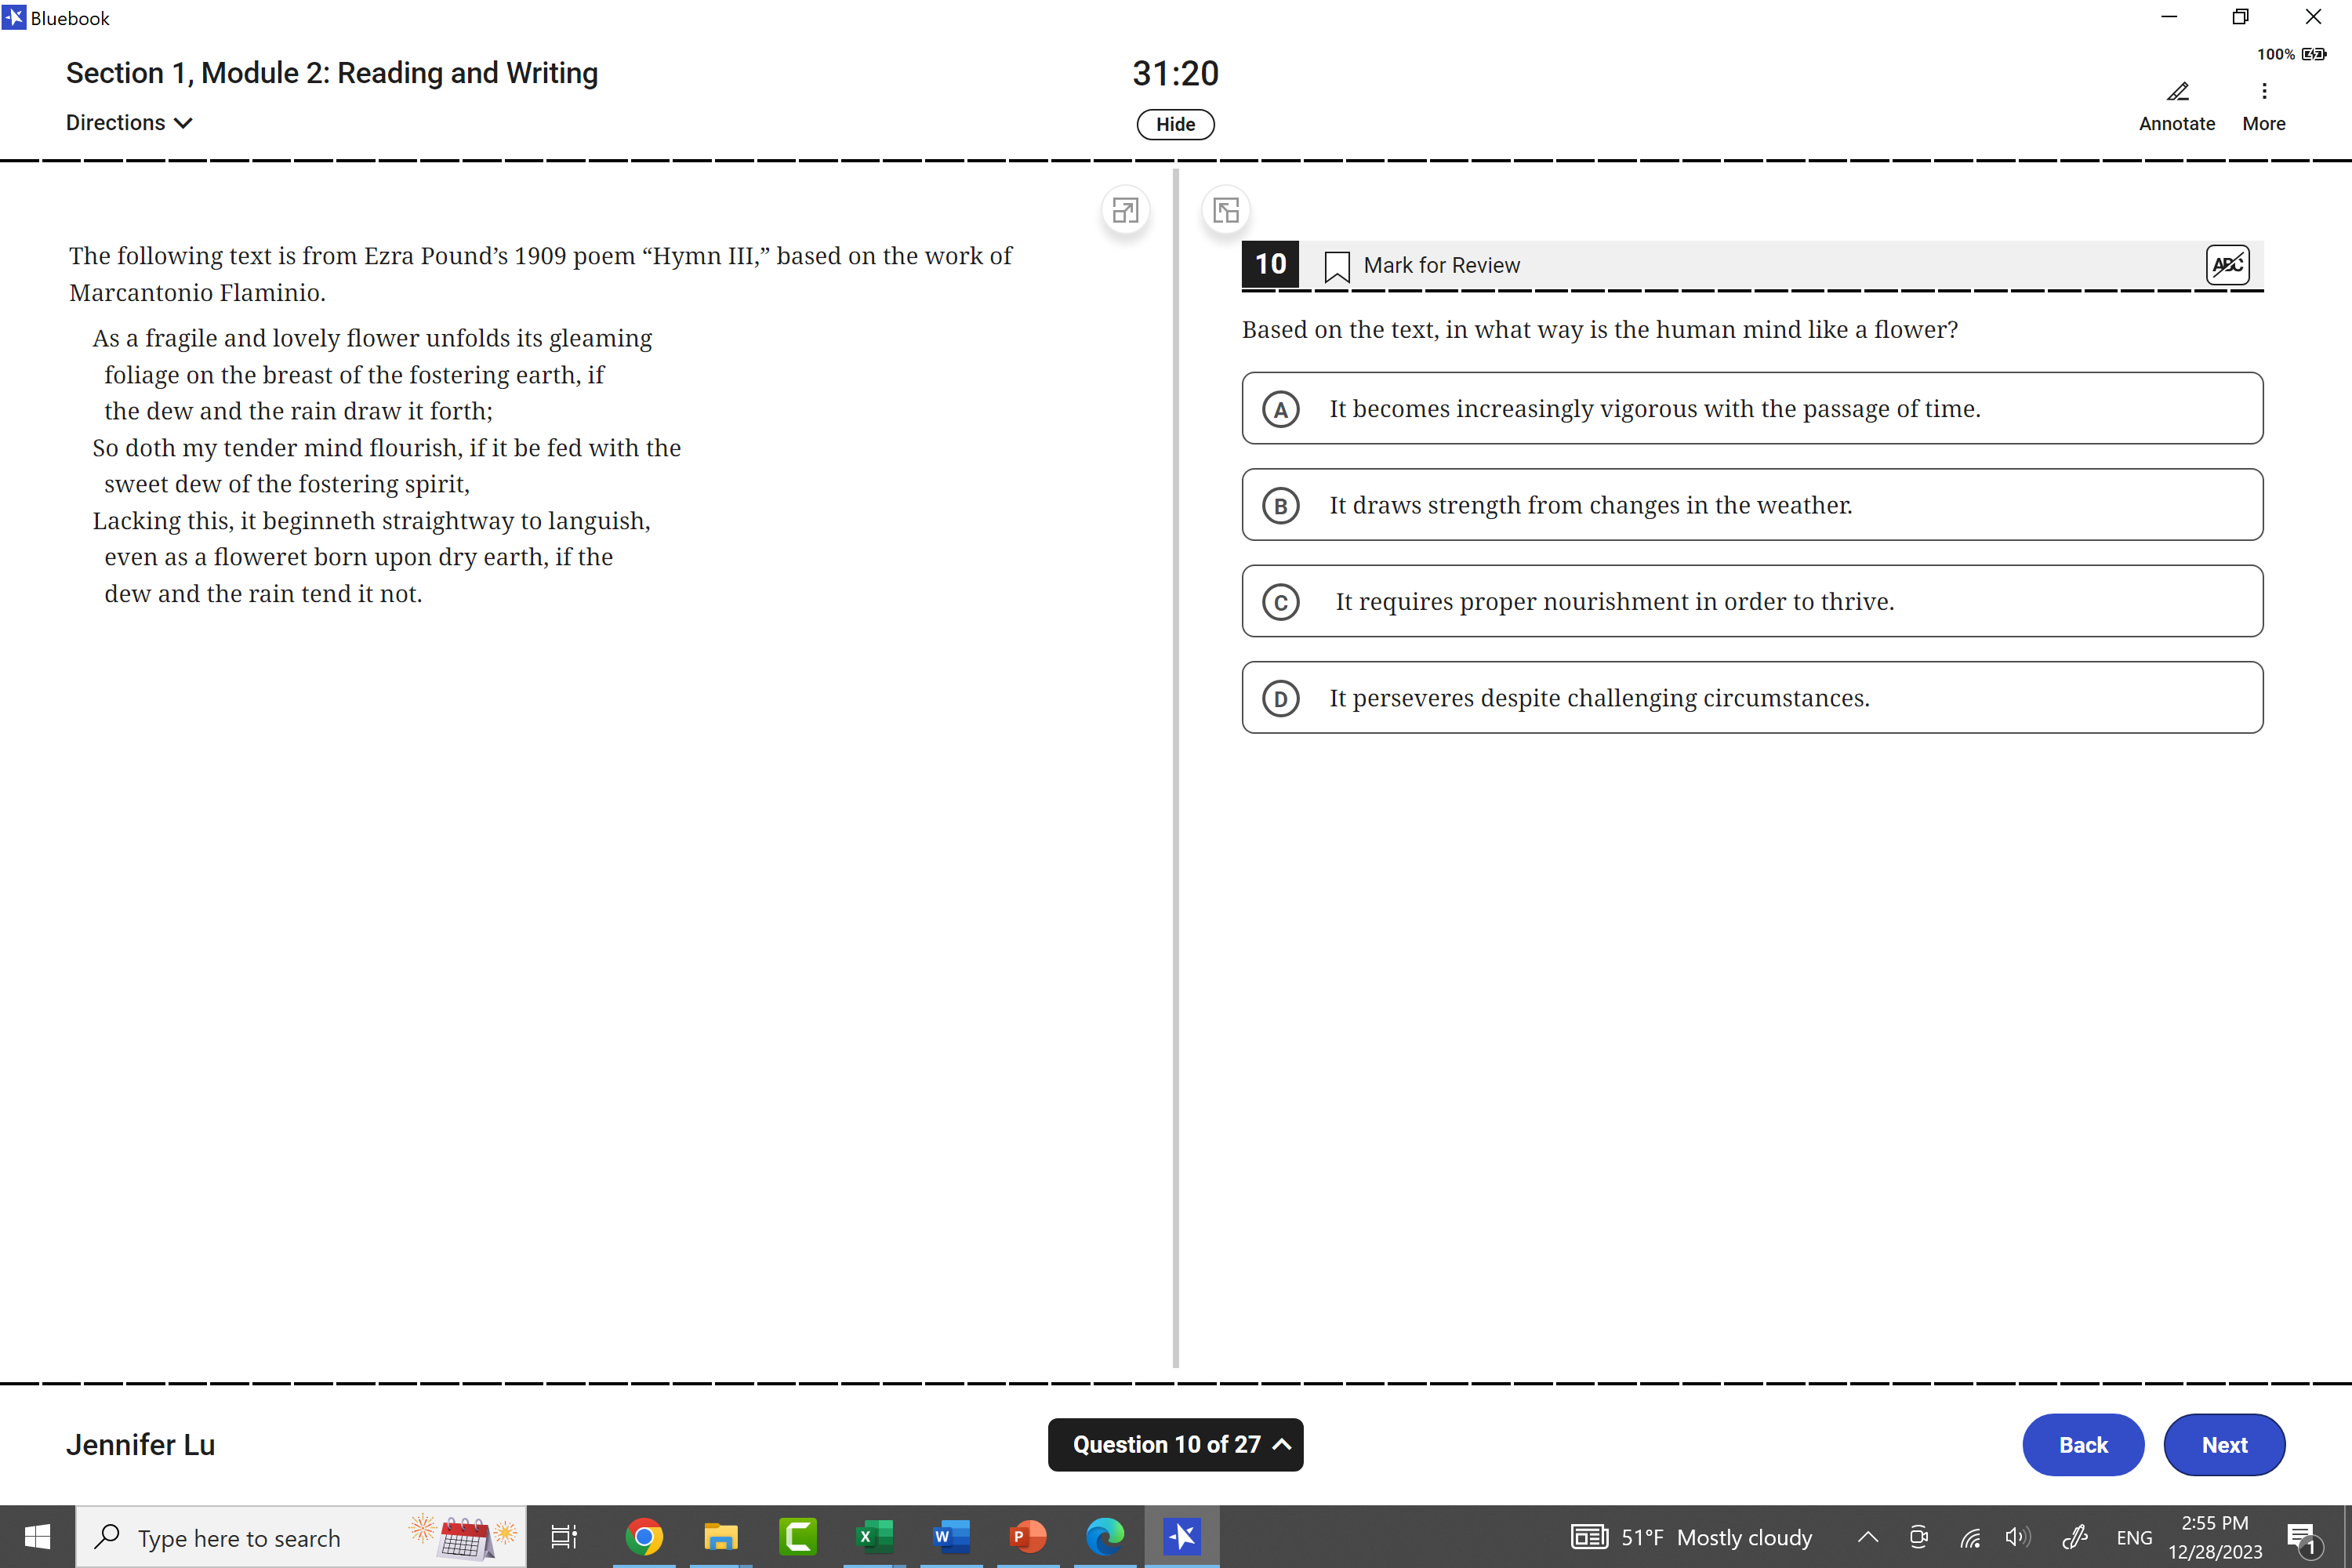 Bluebook
100%
Section 1, Module 2: Reading and Writing
31:20
Directions
Hide
Annotate
More
The following text is from Ezra Pound’s 1909 poem “Hymn III,” based on the work of
Marcantonio Flaminio.
As a fragile and lovely flower unfolds its gleaming
foliage on the breast of the fostering earth, if
the dew and the rain draw it forth;
So doth my tender mind flourish, if it be fed with the
sweet dew of the fostering spirit,
Lacking this, it beginneth straightway to languish,
even as a floweret born upon dry earth, if the
dew and the rain tend it not.
10
Mark for Review
ABC
Based on the text, in what way is the human mind like a flower?
A It becomes increasingly vigorous with the passage of time.
B It draws strength from changes in the weather.
C It requires proper nourishment in order to thrive.
D It perseveres despite challenging circumstances.
Jennifer Lu
Question 10 of 27
Back
Next
Type here to search
X
W
P
51°F Mostly cloudy
ENG
2:55 PM
12/28/2023
1